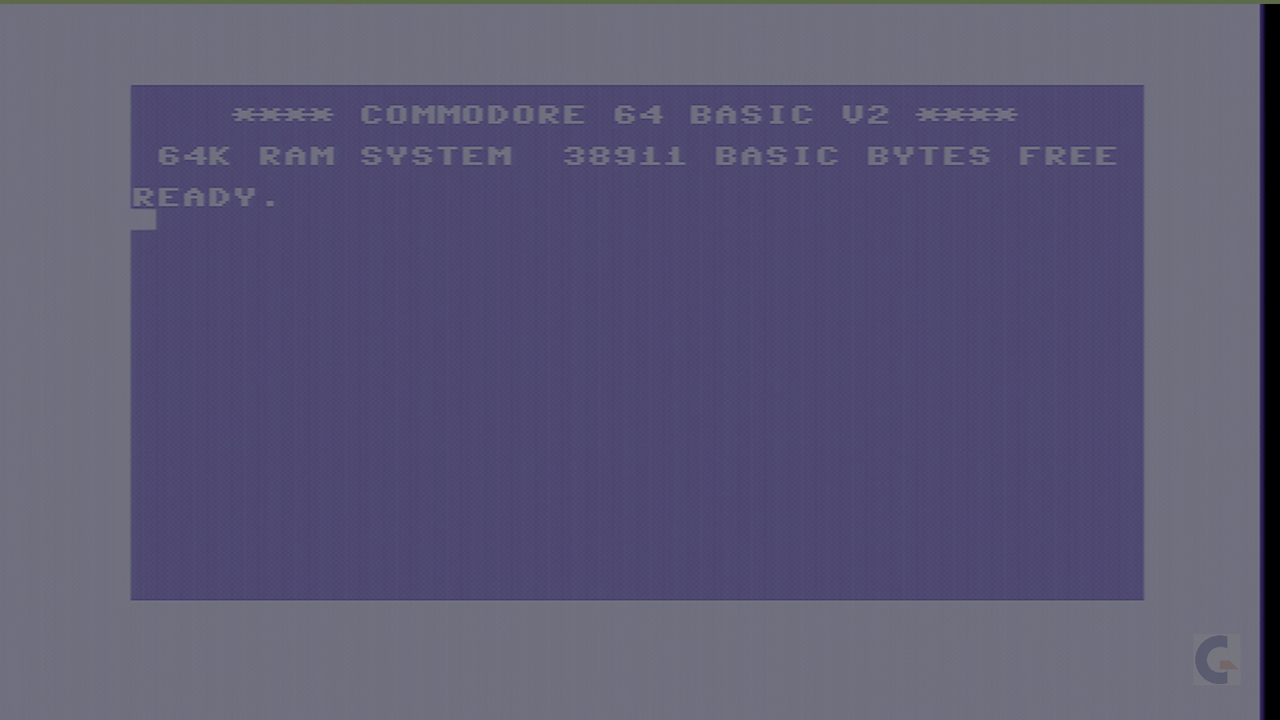 **** COMMODORE 64 BASIC V2 ****
64K RAM SYSTEM  38911 BASIC BYTES FREE
READY.